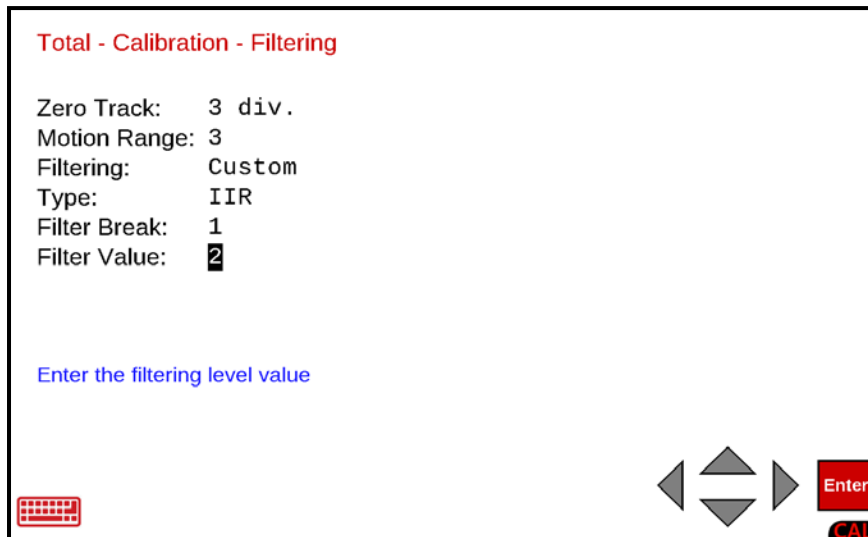 Total - Calibration - Filtering
Zero Track: 3 div.
Motion Range: 3
Filtering: Custom
Type: IIR
Filter Break: 1
Filter Value: 2
Enter the filtering level value
Enter